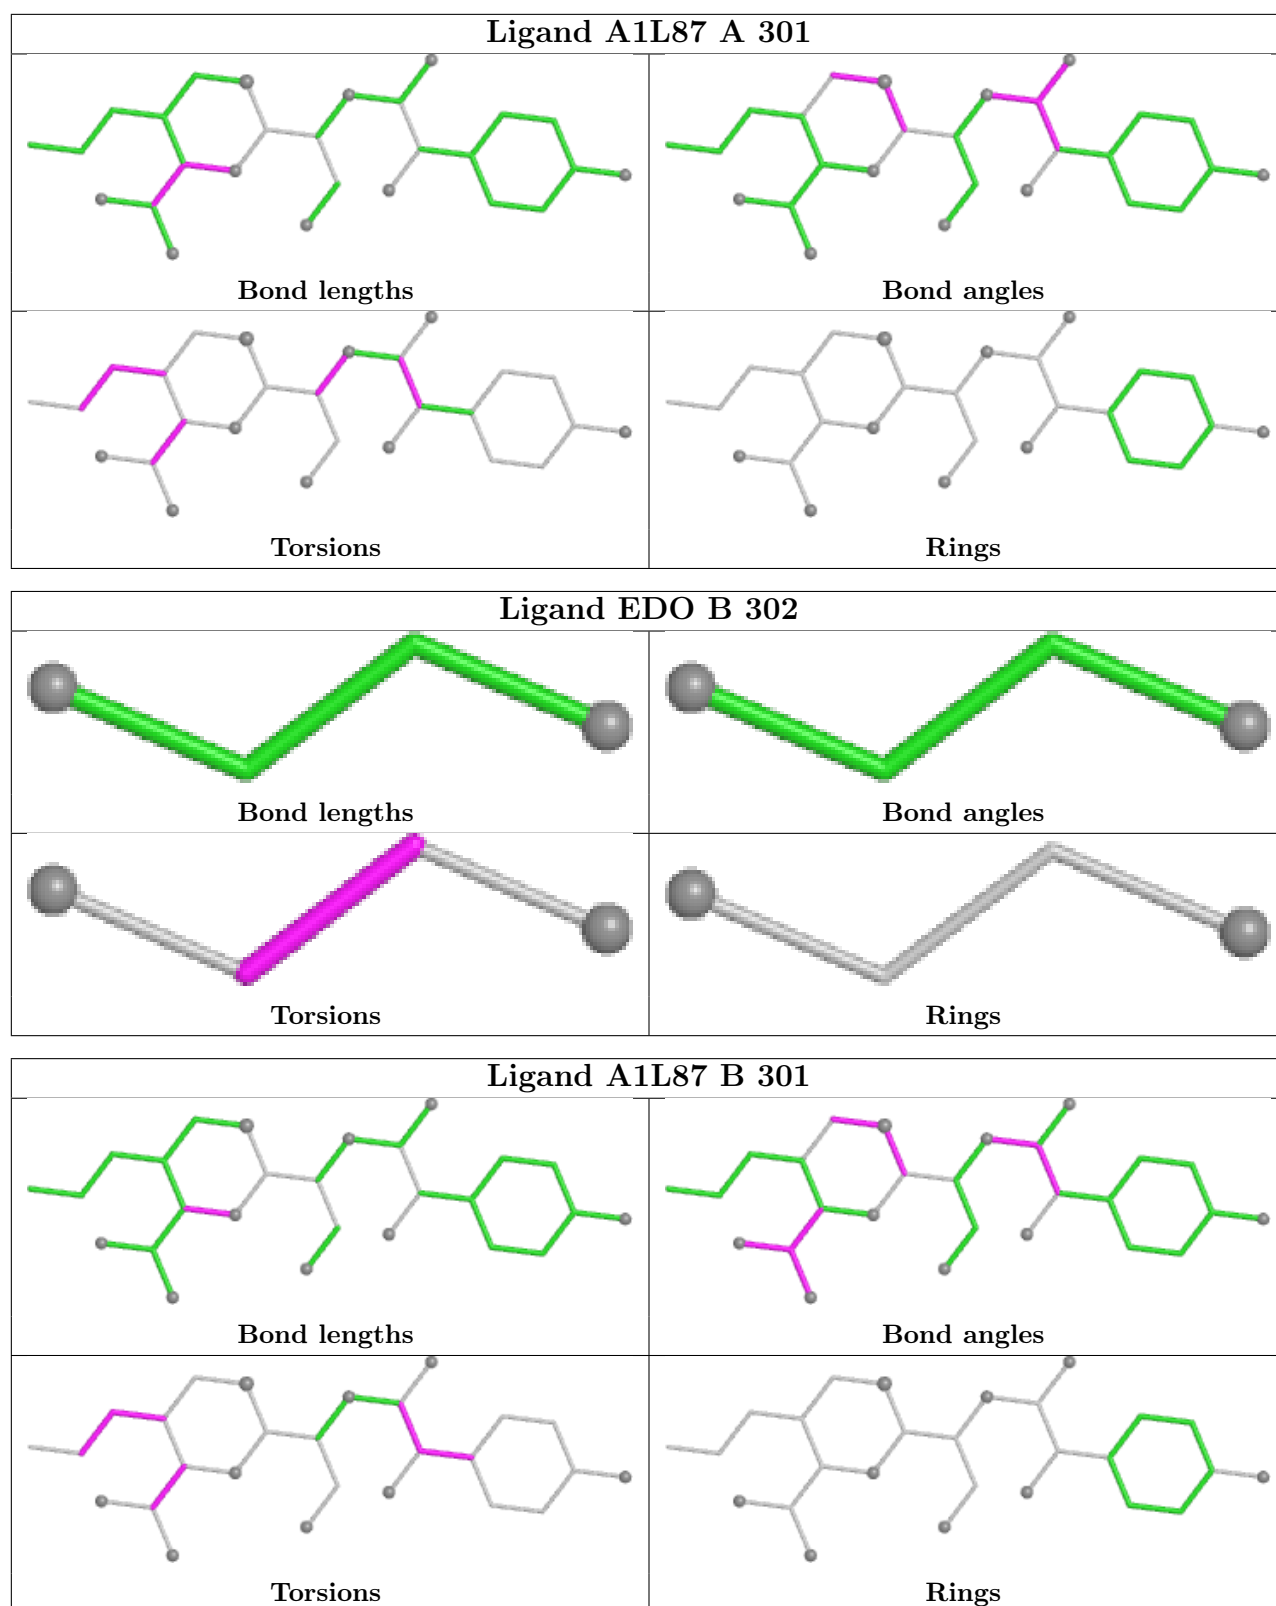 Ligand A1L87 A 301
Bond lengths
Bond angles
Torsions
Rings
Ligand EDO B 302
Bond lengths
Bond angles
Torsions
Rings
Ligand A1L87 B 301
Bond lengths
Bond angles
Torsions
Rings